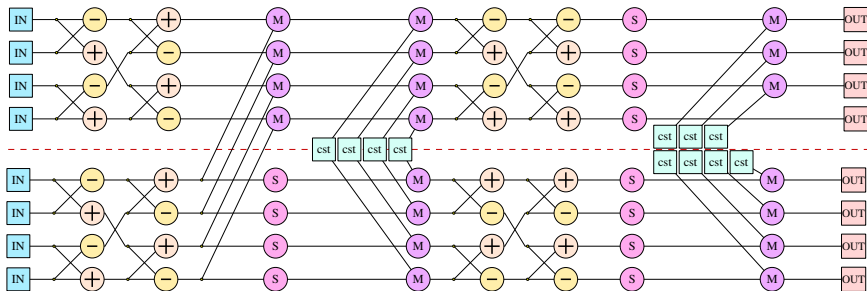 IN − + M M − − S M OUT
IN + − M M + + S M OUT
IN − + M M − − S M OUT
IN + − M M + + S OUT
cst cst cst
cst cst cst cst
cst cst cst cst
IN − + S M + + S M OUT
IN + − S M − − S M OUT
IN − + S M + + S M OUT
IN + − S M − − S M OUT